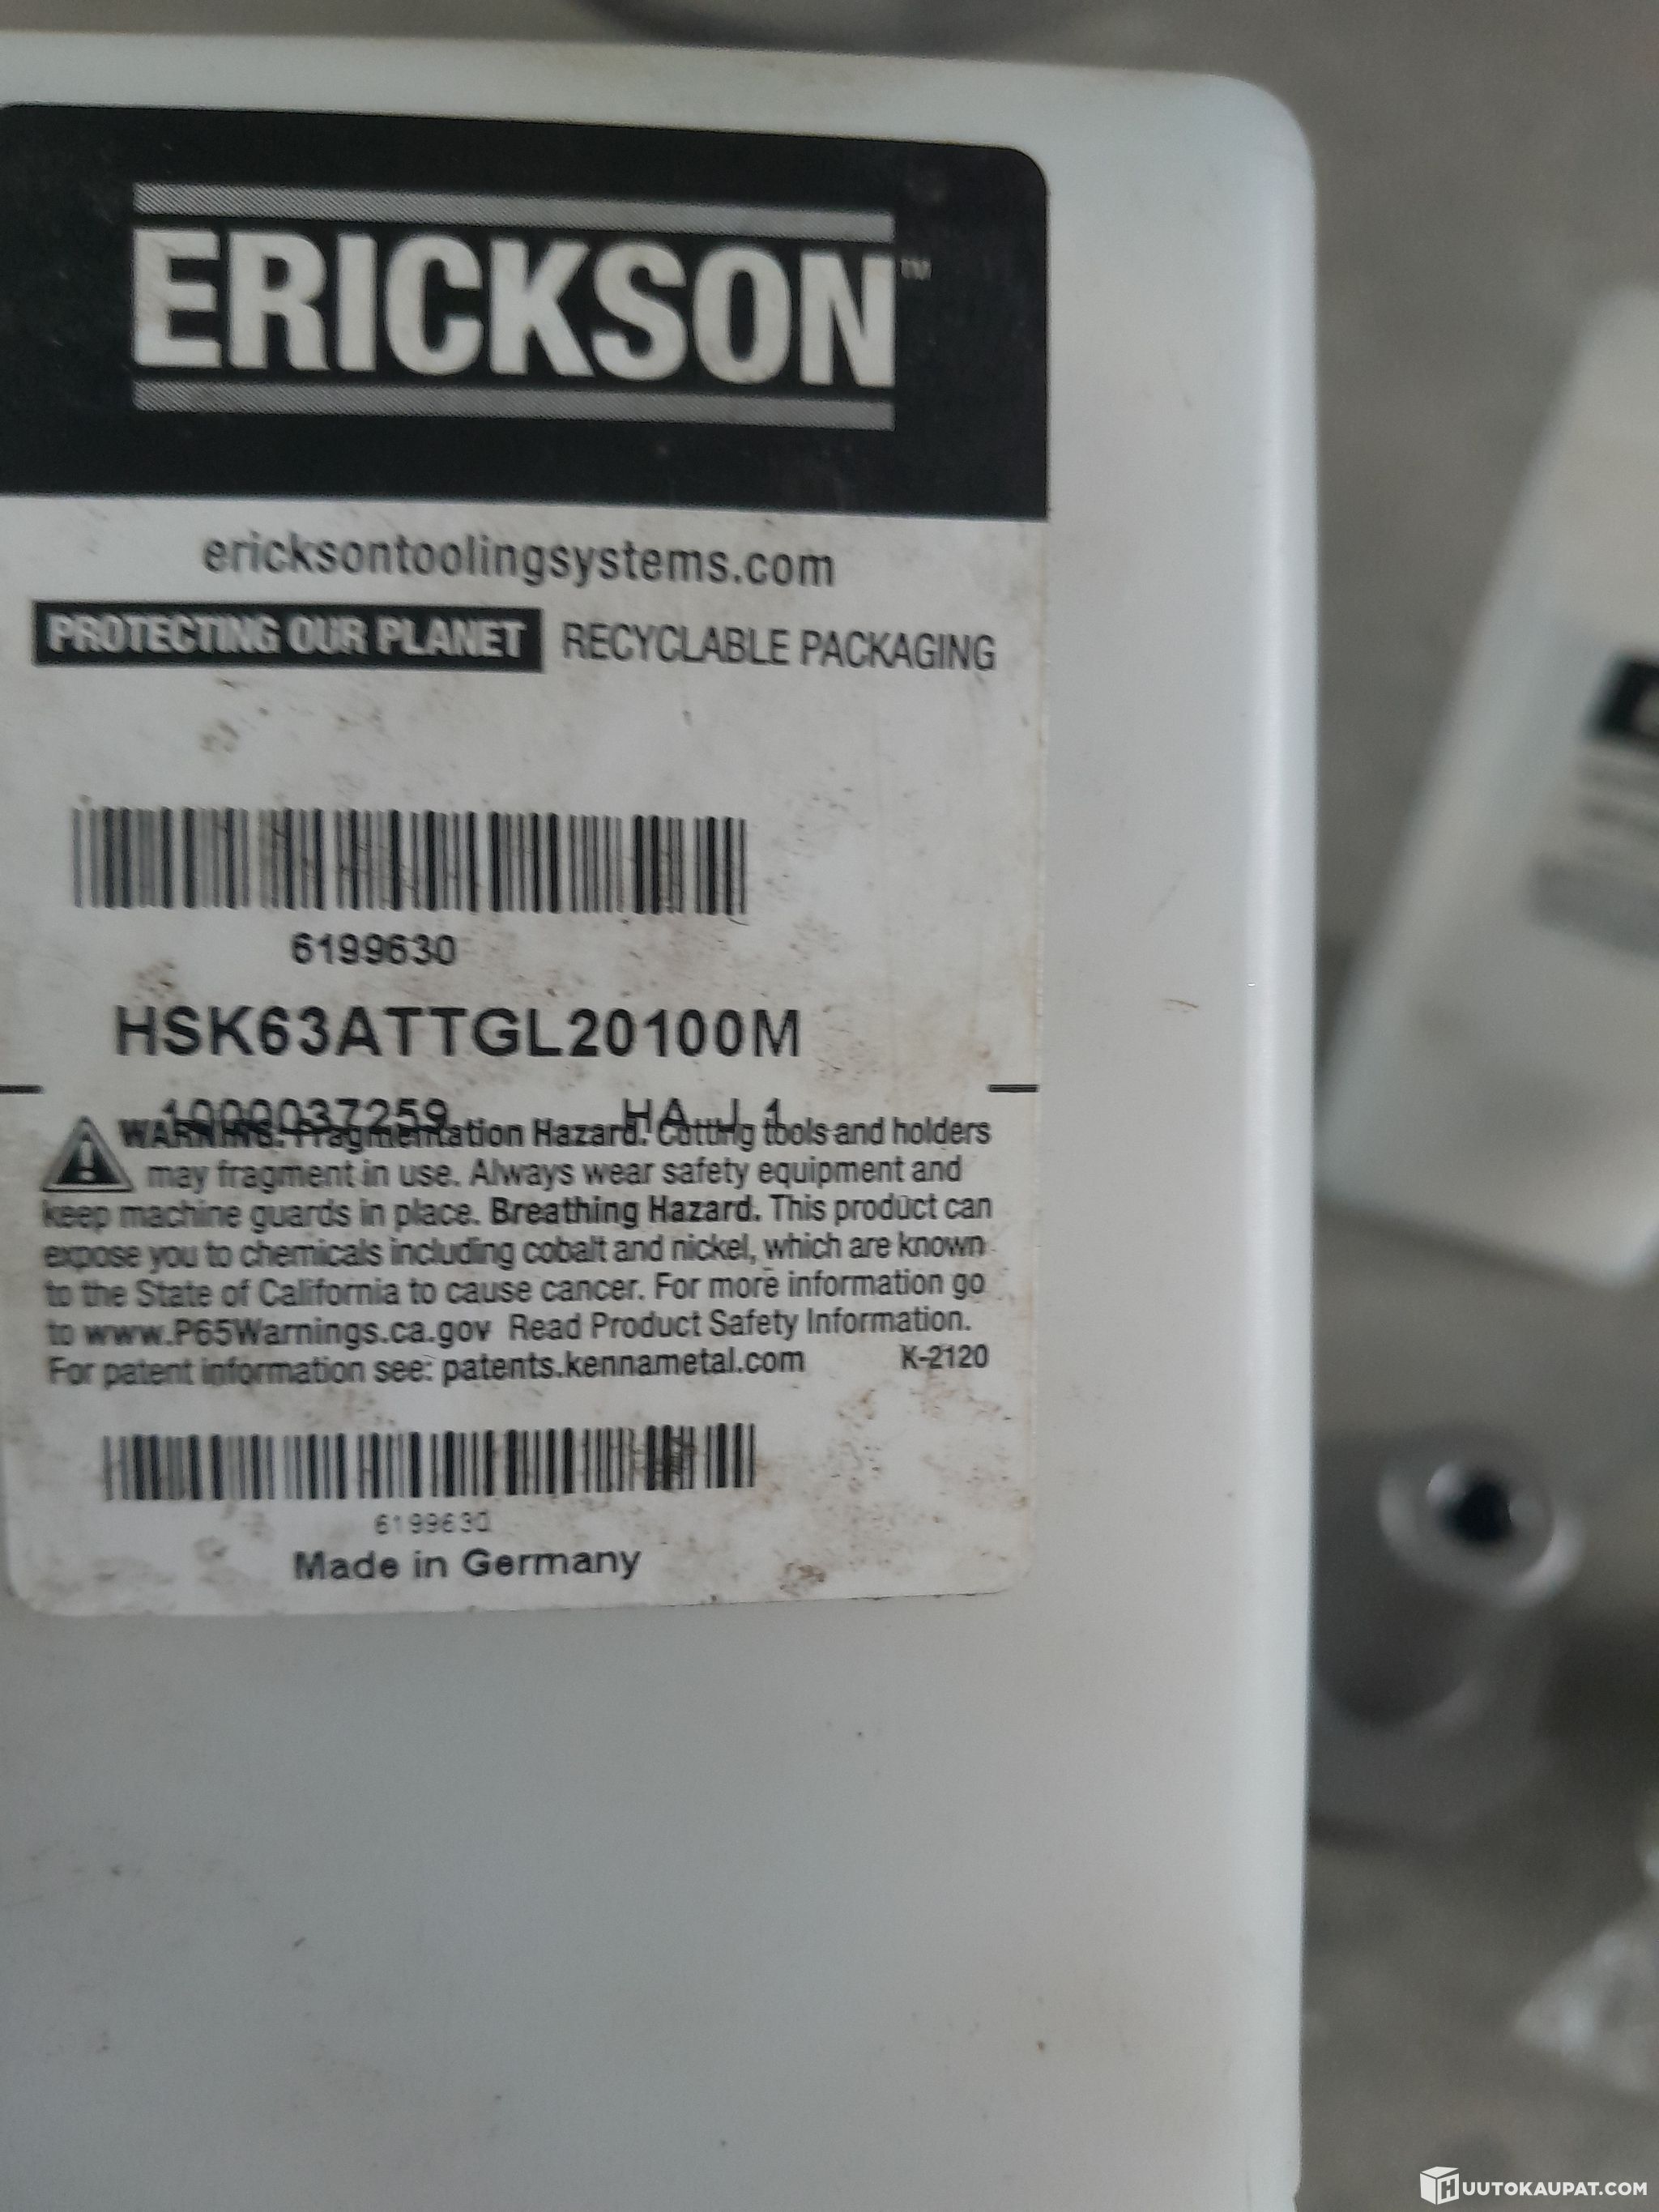 ERICKSON™
ericksontoolingsystems.com
PROTECTING OUR PLANET RECYCLABLE PACKAGING
6199630
HSK63ATTGL20100M
1000037259 HA J 1
WARNING: Fragmentation Hazard. Cutting tools and holders
may fragment in use. Always wear safety equipment and
keep machine guards in place. Breathing Hazard. This product can
expose you to chemicals including cobalt and nickel, which are known
to the State of California to cause cancer. For more information go
to www.P65Warnings.ca.gov Read Product Safety Information.
For patent information see: patents.kennametal.com K-2120
6199630
Made in Germany
HUUTOKAUPAT.COM